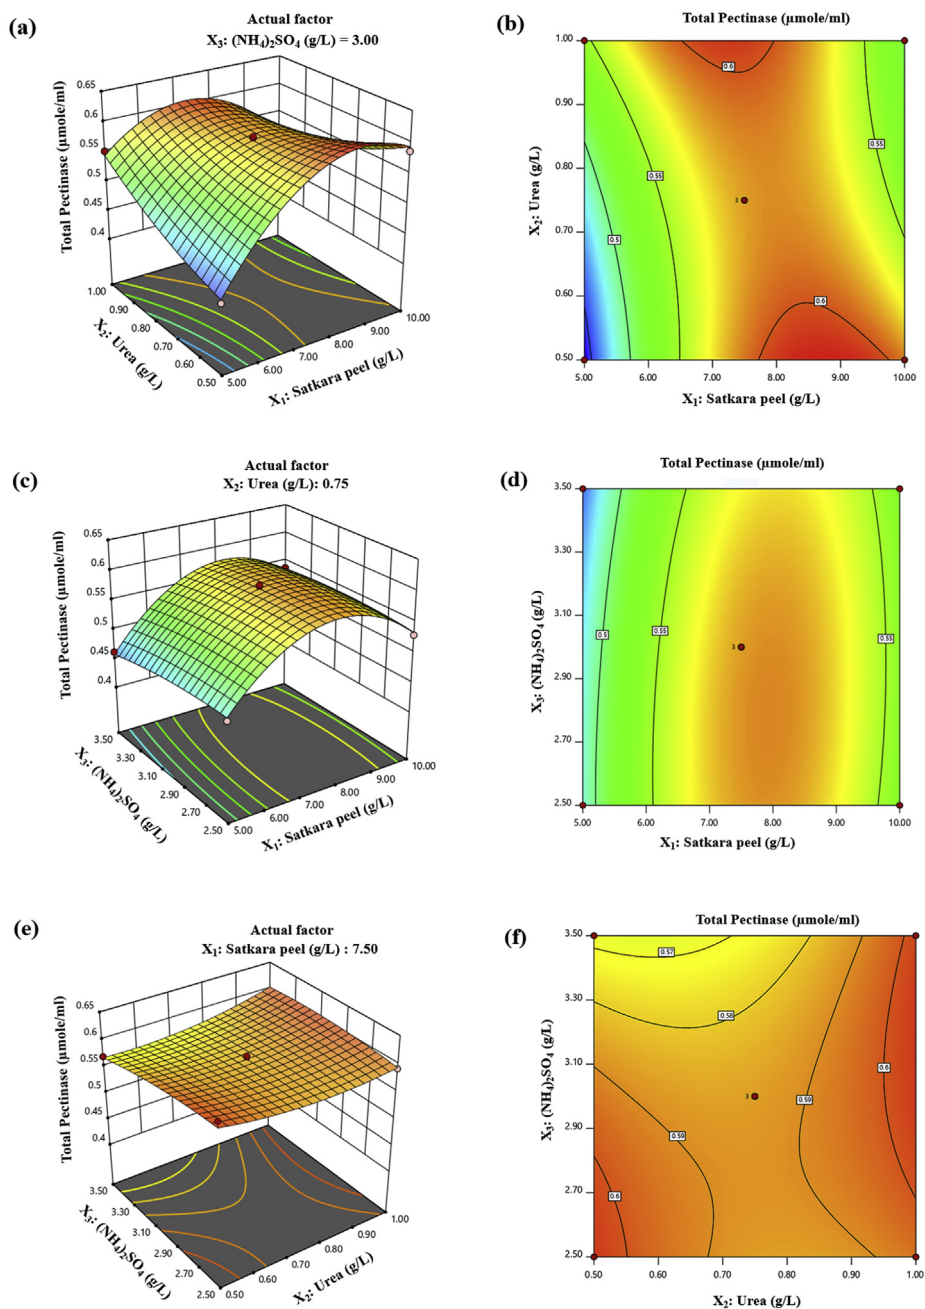 (a)
Actual factor
X₃: (NH₄)₂SO₄ (g/L) = 3.00
Total Pectinase (µmole/ml)
0.65
0.6
0.55
0.5
0.45
0.4
1.00
0.90
0.80
0.70
0.60
0.50
X₂: Urea (g/L)
5.00
6.00
7.00
8.00
9.00
10.00
X₁: Satkara peel (g/L)
(b)
Total Pectinase (µmole/ml)
X₂: Urea (g/L)
1.00
0.90
0.80
0.70
0.60
0.50
0.6
0.55
0.55
0.5
0.6
3
5.00 6.00 7.00 8.00 9.00 10.00
X₁: Satkara peel (g/L)
(c)
Actual factor
X₂: Urea (g/L): 0.75
Total Pectinase (µmole/ml)
0.65
0.6
0.55
0.5
0.45
0.4
3.50
3.30
3.10
2.90
2.70
2.50
X₃: (NH₄)₂SO₄ (g/L)
5.00
6.00
7.00
8.00
9.00
10.00
X₁: Satkara peel (g/L)
(d)
Total Pectinase (µmole/ml)
X₃: (NH₄)₂SO₄ (g/L)
3.50
3.30
3.10
2.90
2.70
2.50
0.5
0.55
0.55
3
5.00 6.00 7.00 8.00 9.00 10.00
X₁: Satkara peel (g/L)
(e)
Actual factor
X₁: Satkara peel (g/L) : 7.50
Total Pectinase (µmole/ml)
0.65
0.6
0.55
0.5
0.45
0.4
3.50
3.30
3.10
2.90
2.70
2.50
X₃: (NH₄)₂SO₄ (g/L)
0.50
0.60
0.70
0.80
0.90
1.00
X₂: Urea (g/L)
(f)
Total Pectinase (µmole/ml)
X₃: (NH₄)₂SO₄ (g/L)
3.50
3.30
3.10
2.90
2.70
2.50
0.57
0.58
0.6
0.59
0.59
0.6
3
0.50 0.60 0.70 0.80 0.90 1.00
X₂: Urea (g/L)